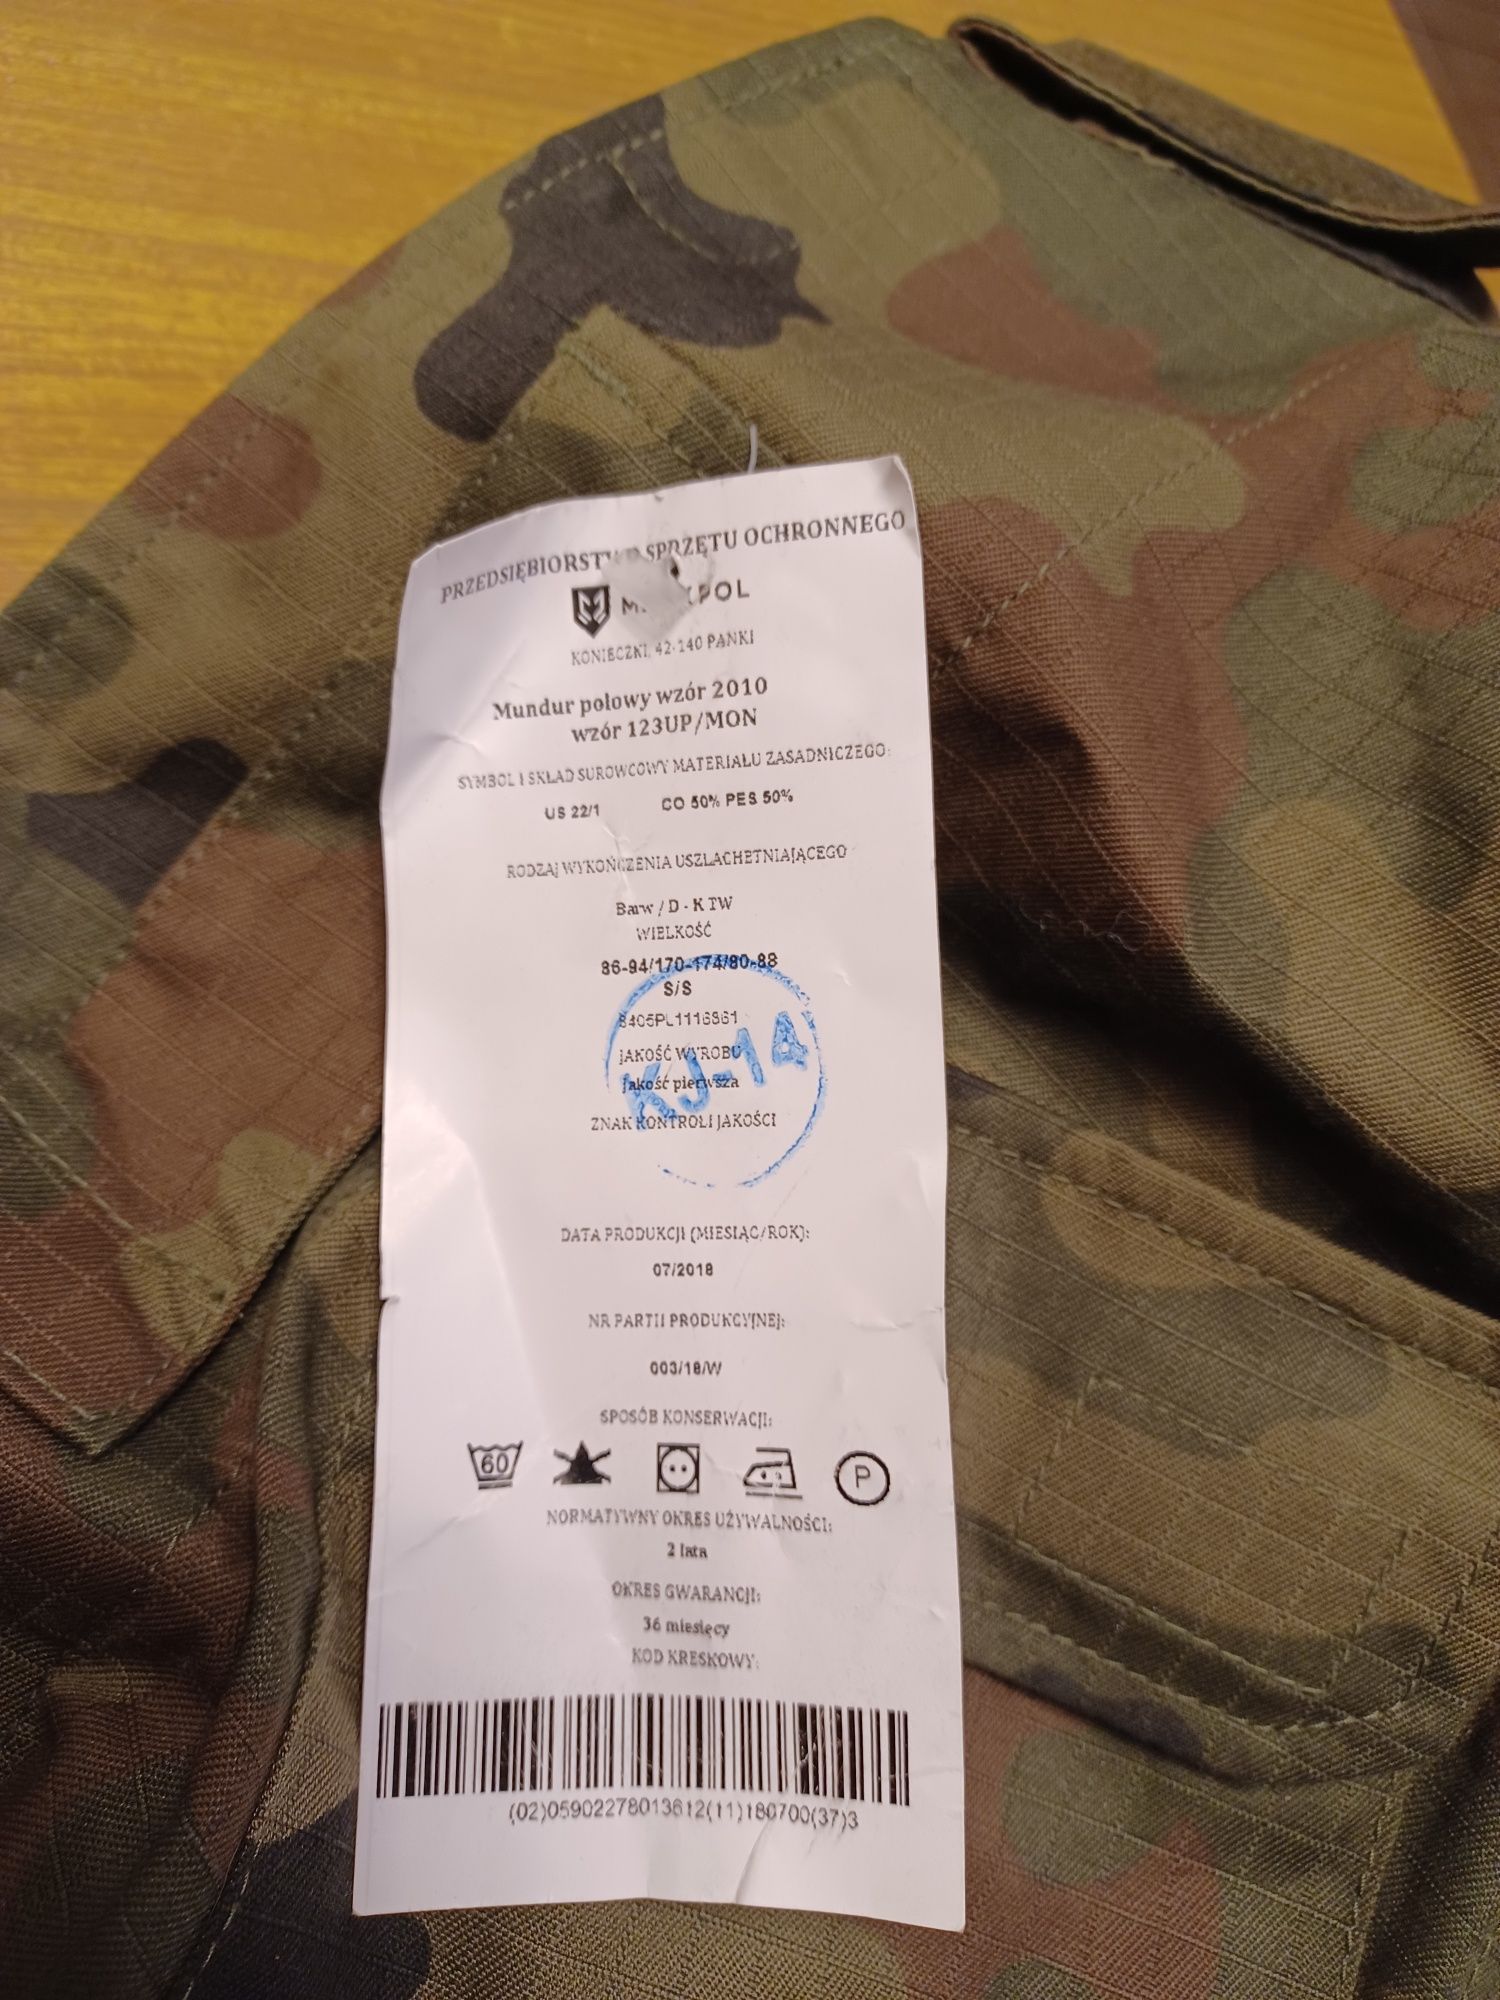 SPRZĘTU OCHRONNEGO
KONIECZKI, 42-140 PANKI
Mundur polowy wzór 2010
wzór 123UP/MON
SYMBOL I SKŁAD SUROWCOWY MATERIAŁU ZASADNICZEGO:
US 22/1 CO 50% PES 50%
RODZAJ WYKOŃCZENIA USZLACHETNIAJĄCEGO
Barw / D - K TW
WIELKOŚĆ
86-94/170-174/80-88
S/S
8405PL1116861
JAKOŚĆ WYROBU
Jakość pierwsza
KJ-14
ZNAK KONTROLI JAKOŚCI
DATA PRODUKCJI (MIESIĄC/ROK):
07/2018
NR PARTII PRODUKCYJNEJ:
003/18/W
SPOSÓB KONSERWACJI:
60
P
NORMATYWNY OKRES UŻYWALNOŚCI:
2 lata
OKRES GWARANCJI:
36 miesięcy
KOD KRESKOWY:
(02)05902278013612(11)180700(37)3